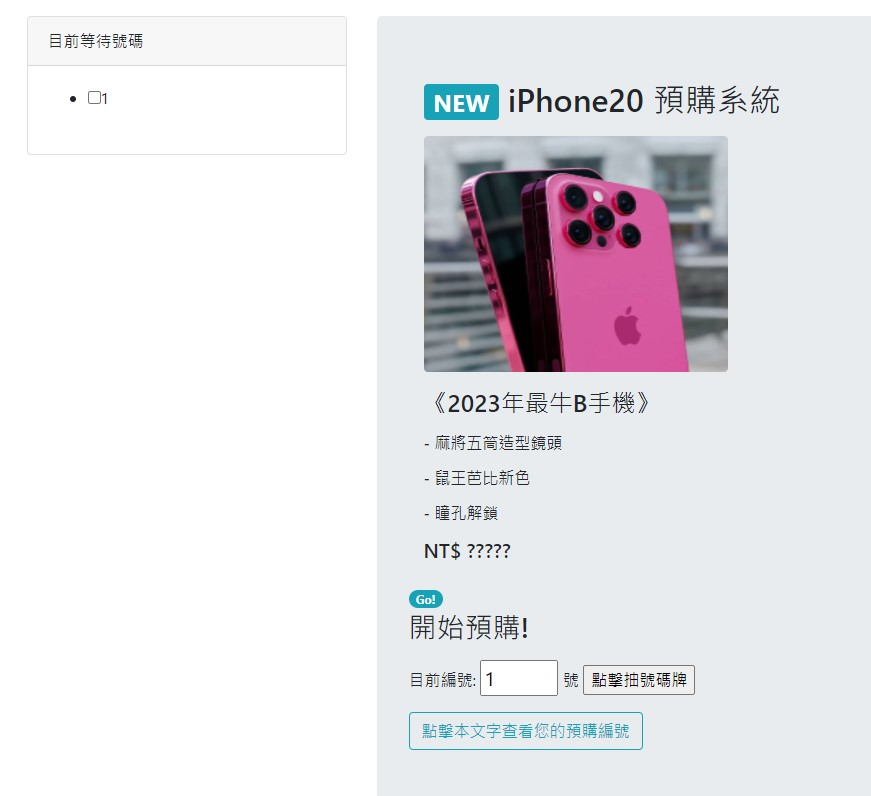 目前等待號碼
1
NEW iPhone20 預購系統
《2023年最牛B手機》
- 麻將五筒造型鏡頭
- 鼠王芭比新色
- 瞳孔解鎖
NT$ ?????
Go!
開始預購!
目前編號: 1 號 點擊抽號碼牌
點擊本文字查看您的預購編號